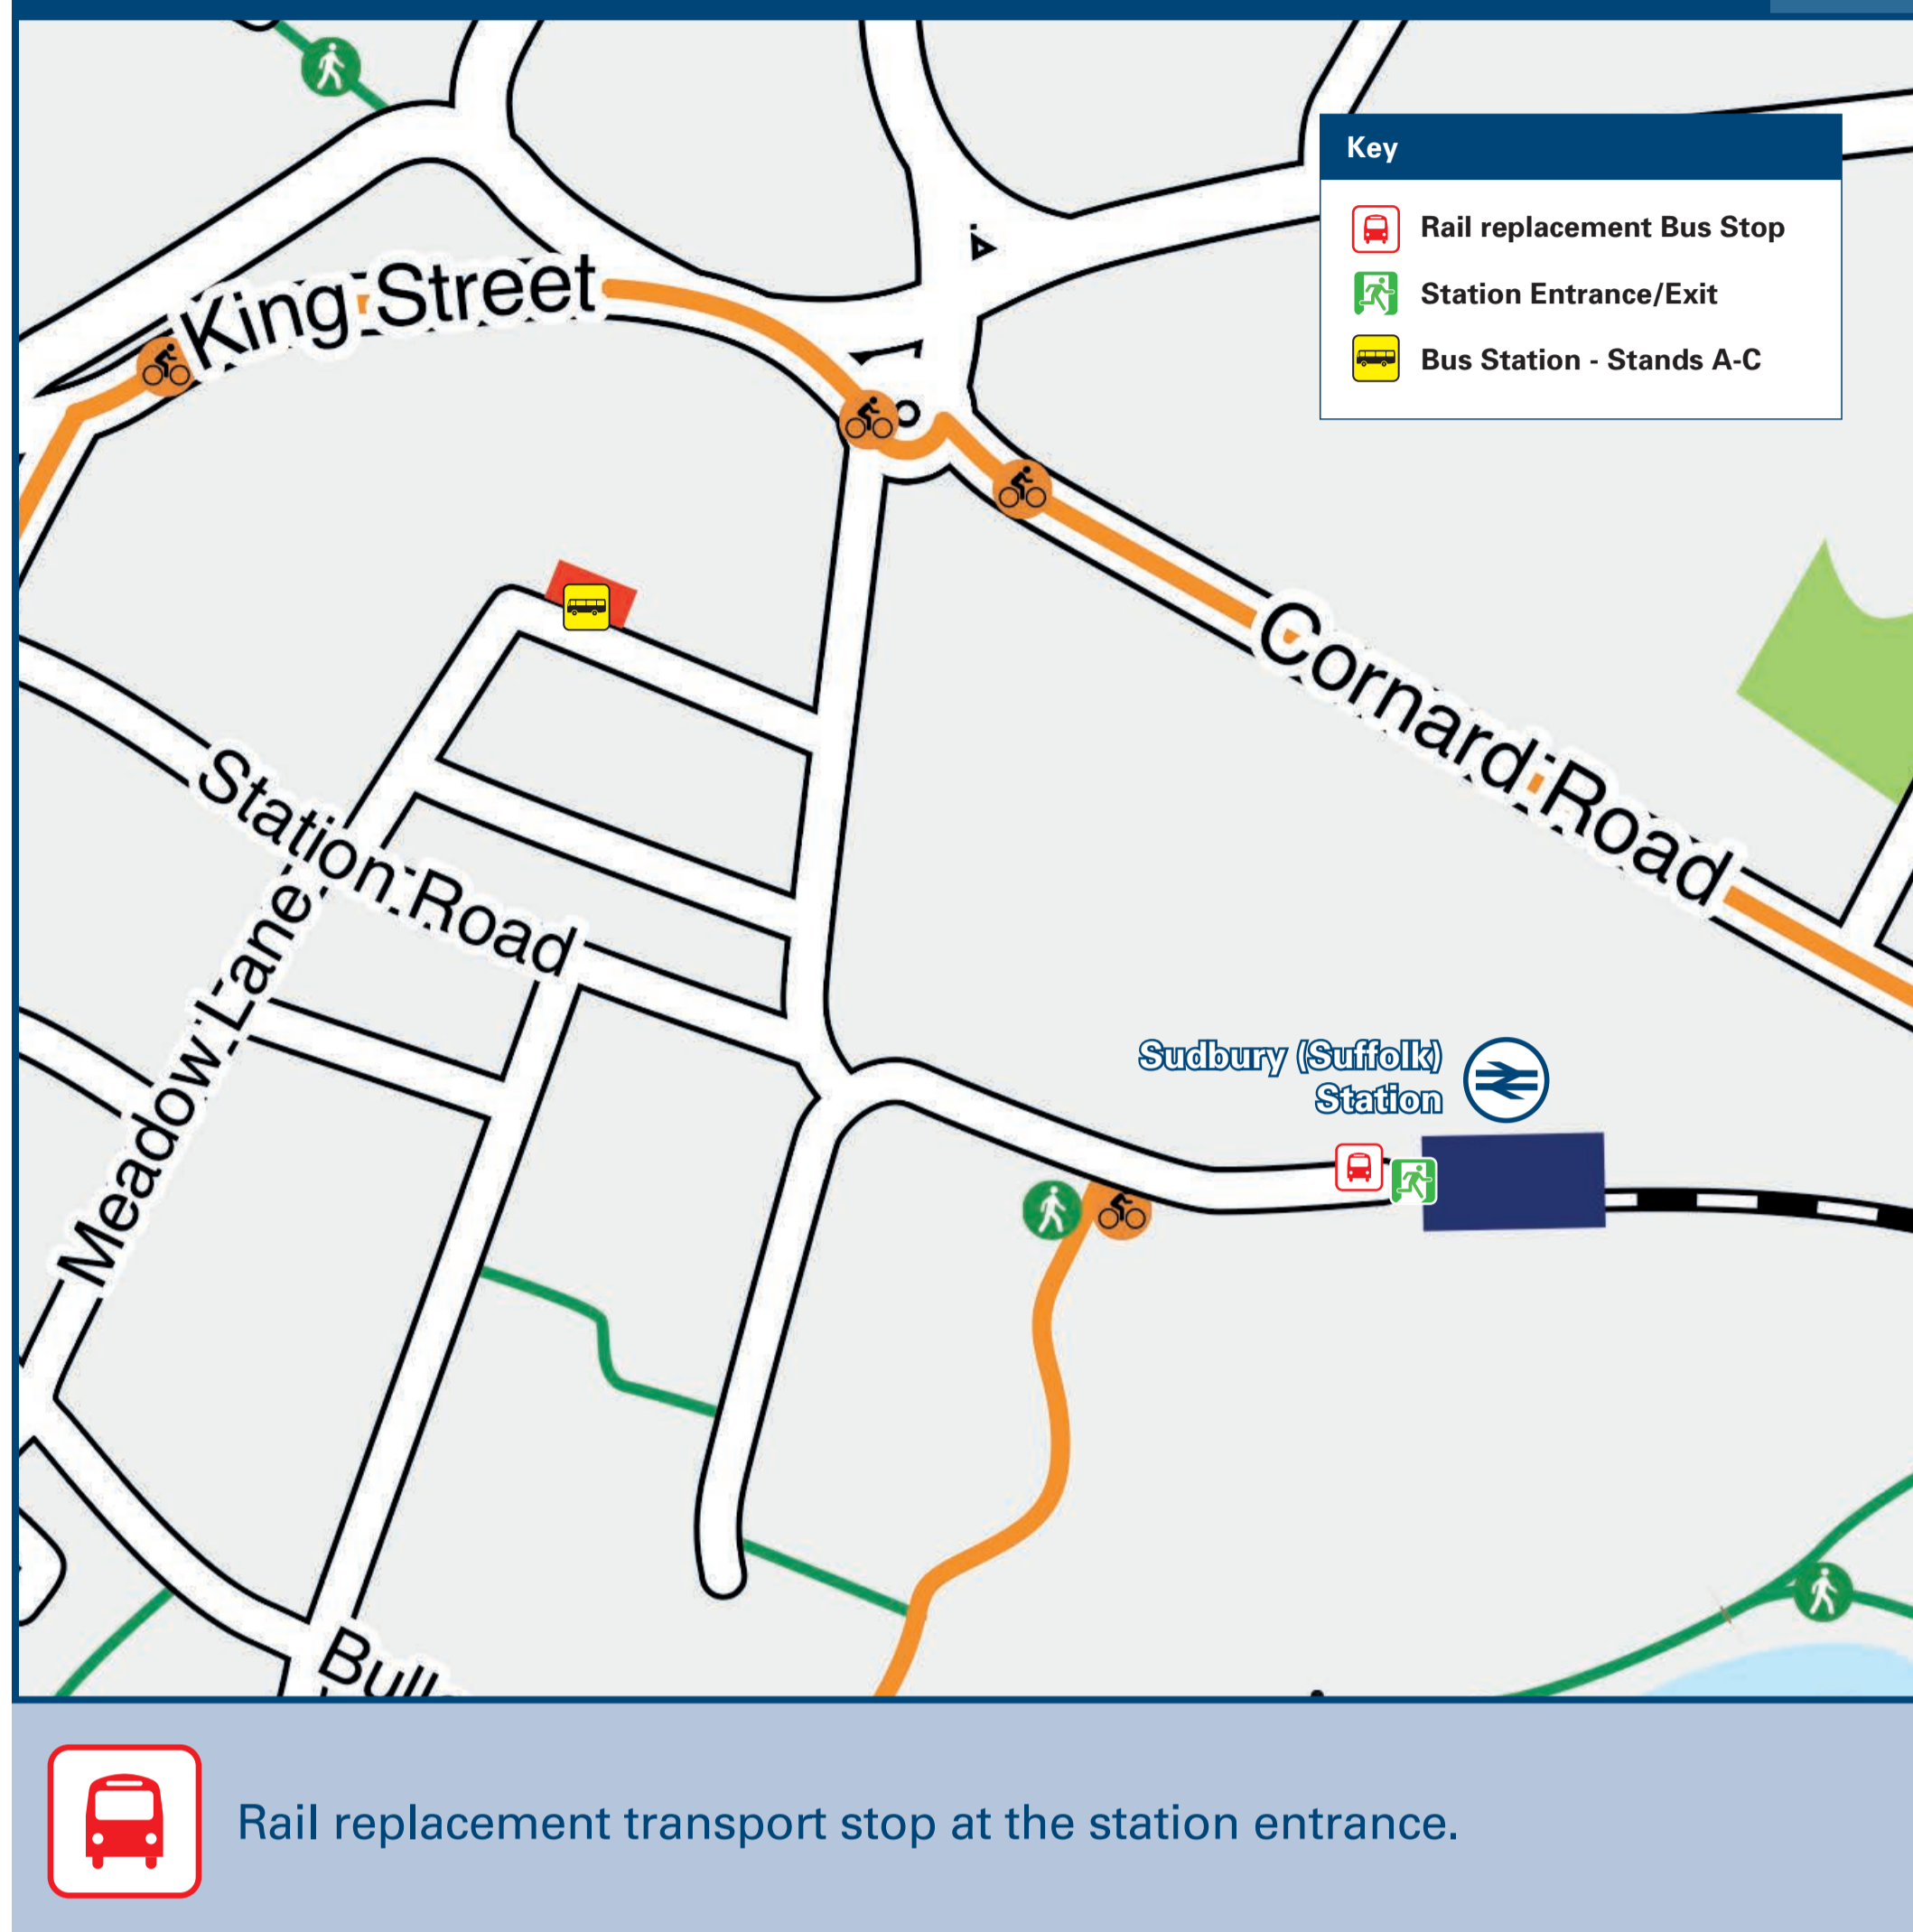 Key
Rail replacement Bus Stop
Station Entrance/Exit
Bus Station - Stands A-C
King Street
Cornard Road
Station Road
Meadow Lane
Sudbury (Suffolk)
Station
Rail replacement transport stop at the station entrance.